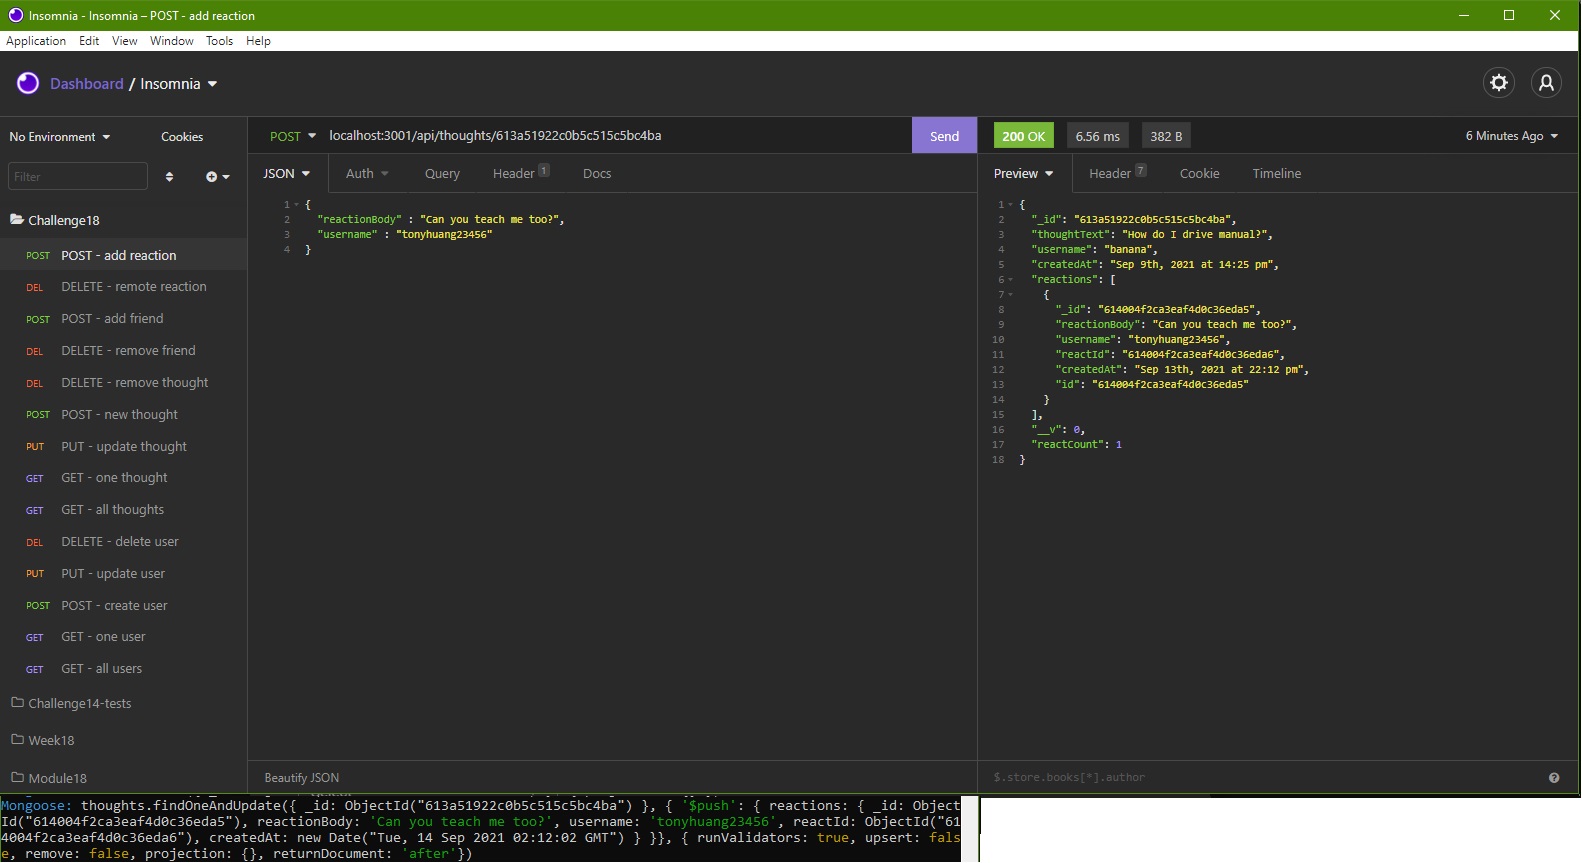 Insomnia - Insomnia – POST - add reaction
Application Edit View Window Tools Help
Dashboard / Insomnia
No Environment Cookies
POST localhost:3001/api/thoughts/613a51922c0b5c515c5bc4ba Send
200 OK 6.56 ms 382 B 6 Minutes Ago
Filter
JSON Auth Query Header 1 Docs
Preview Header 7 Cookie Timeline
Challenge18
POST POST - add reaction
DEL DELETE - remote reaction
POST POST - add friend
DEL DELETE - remove friend
DEL DELETE - remove thought
POST POST - new thought
PUT PUT - update thought
GET GET - one thought
GET GET - all thoughts
DEL DELETE - delete user
PUT PUT - update user
POST POST - create user
GET GET - one user
GET GET - all users
Challenge14-tests
Week18
Module18
1 {
2 "reactionBody" : "Can you teach me too?",
3 "username" : "tonyhuang23456"
4 }
Beautify JSON
1 {
2 "_id": "613a51922c0b5c515c5bc4ba",
3 "thoughtText": "How do I drive manual?",
4 "username": "banana",
5 "createdAt": "Sep 9th, 2021 at 14:25 pm",
6 "reactions": [
7 {
8 "_id": "614004f2ca3eaf4d0c36eda5",
9 "reactionBody": "Can you teach me too?",
10 "username": "tonyhuang23456",
11 "reactId": "614004f2ca3eaf4d0c36eda6",
12 "createdAt": "Sep 13th, 2021 at 22:12 pm",
13 "id": "614004f2ca3eaf4d0c36eda5"
14 }
15 ],
16 "__v": 0,
17 "reactCount": 1
18 }
$.store.books[*].author
Mongoose: thoughts.findOneAndUpdate({ _id: ObjectId("613a51922c0b5c515c5bc4ba") }, { '$push': { reactions: { _id: Object
Id("614004f2ca3eaf4d0c36eda5"), reactionBody: 'Can you teach me too?', username: 'tonyhuang23456', reactId: ObjectId("61
4004f2ca3eaf4d0c36eda6"), createdAt: new Date("Tue, 14 Sep 2021 02:12:02 GMT") } }}, { runValidators: true, upsert: fals
e, remove: false, projection: {}, returnDocument: 'after'})